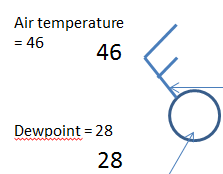 Air temperature
= 46
46
Dewpoint = 28
28